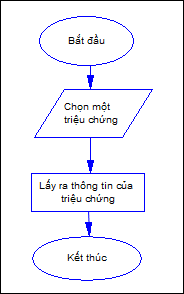 Bắt đầu
Chọn một
triệu chứng
Lấy ra thông tin của
triệu chứng
Kết thúc